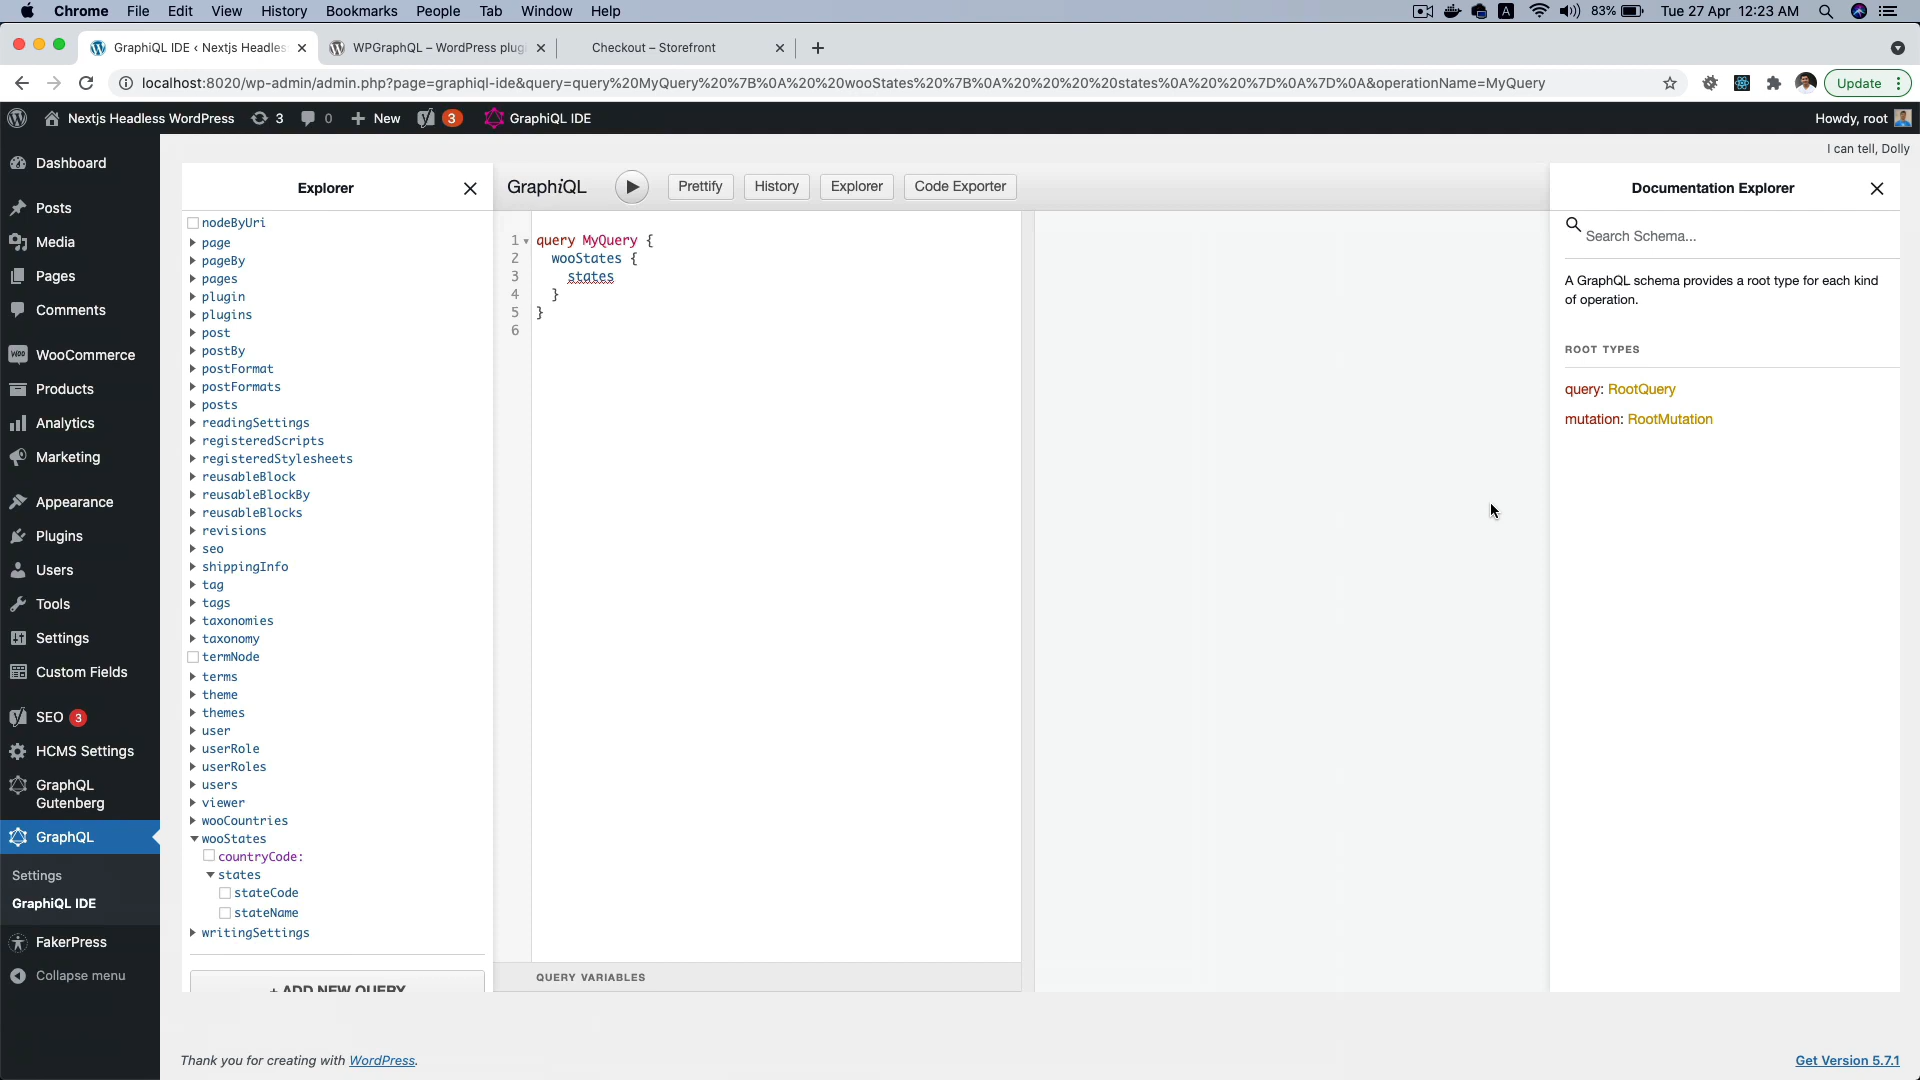 Chrome File Edit View History Bookmarks People Tab Window Help
A 83% Tue 27 Apr 12:23 AM
GraphiQL IDE ‹ Nextjs Headless
WPGraphQL – WordPress plug
Checkout – Storefront
localhost:8020/wp-admin/admin.php?page=graphiql-ide&query=query%20MyQuery%20%7B%0A%20%20wooStates%20%7B%0A%20%20%20%20states%0A%20%20%7D%0A%7D%0A&operationName=MyQuery
Update
Nextjs Headless WordPress 3 0 New 3 GraphiQL IDE
Howdy, root
I can tell, Dolly
Dashboard
Posts
Media
Pages
Comments
WooCommerce
Products
Analytics
Marketing
Appearance
Plugins
Users
Tools
Settings
Custom Fields
SEO 3
HCMS Settings
GraphQL
Gutenberg
GraphQL
Settings
GraphiQL IDE
FakerPress
Collapse menu
Explorer
nodeByUri
page
pageBy
pages
plugin
plugins
post
postBy
postFormat
postFormats
posts
readingSettings
registeredScripts
registeredStylesheets
reusableBlock
reusableBlockBy
reusableBlocks
revisions
seo
shippingInfo
tag
tags
taxonomies
taxonomy
termNode
terms
theme
themes
user
userRole
userRoles
users
viewer
wooCountries
wooStates
countryCode:
states
stateCode
stateName
writingSettings
+ ADD NEW QUERY
GraphiQL Prettify History Explorer Code Exporter
1 query MyQuery {
2 wooStates {
3 states
4 }
5 }
6
QUERY VARIABLES
Documentation Explorer
Search Schema...
A GraphQL schema provides a root type for each kind
of operation.
ROOT TYPES
query: RootQuery
mutation: RootMutation
Thank you for creating with WordPress.
Get Version 5.7.1